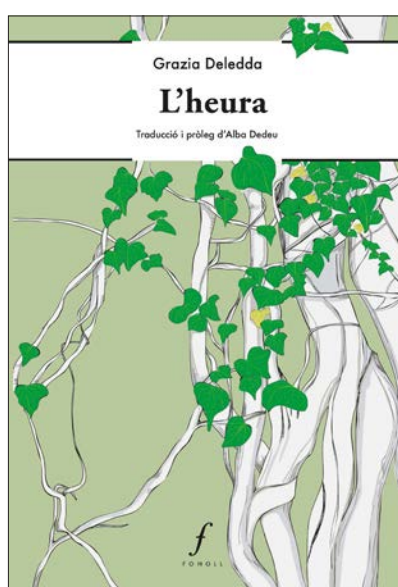 Grazia Deledda
L'heura
Traducció i pròleg d'Alba Dedeu
f
FONOLL